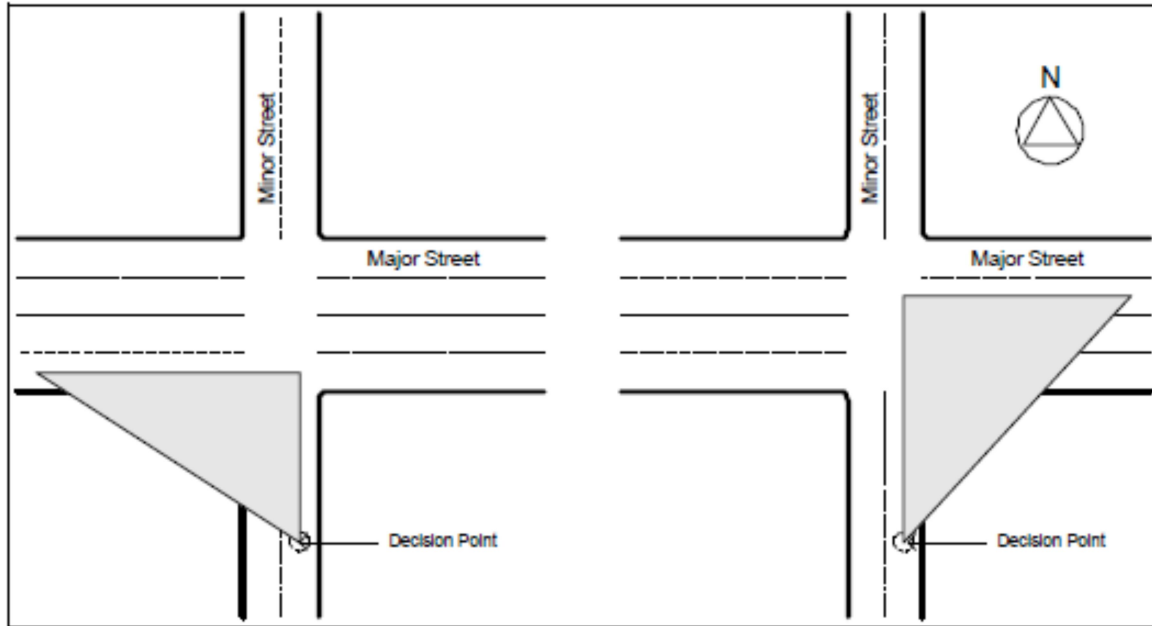 Minor Street
Minor Street
N
Major Street
Major Street
Decision Point
Decision Point